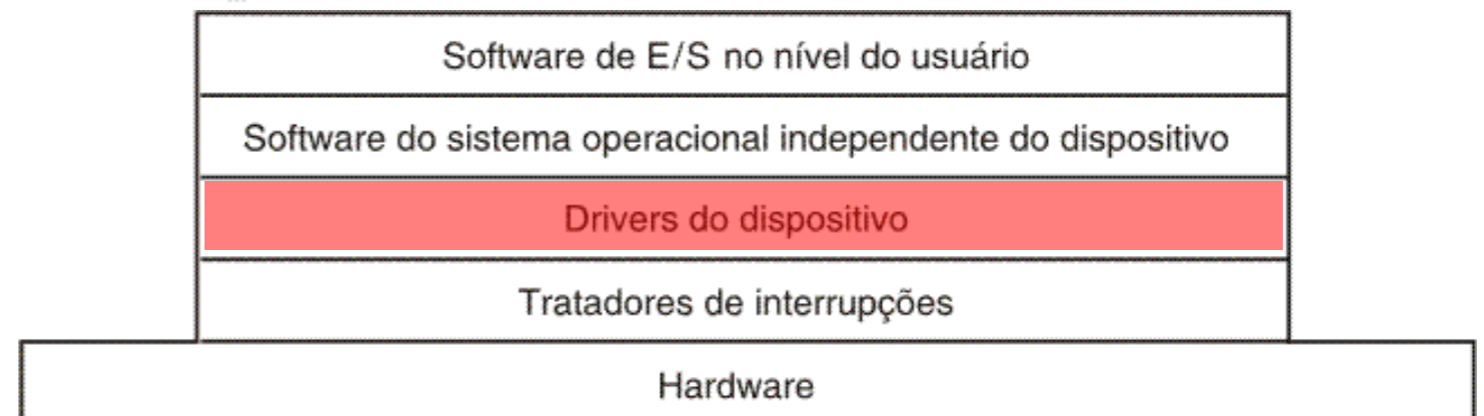 Software de E/S no nível do usuário
Software do sistema operacional independente do dispositivo
Drivers do dispositivo
Tratadores de interrupções
Hardware